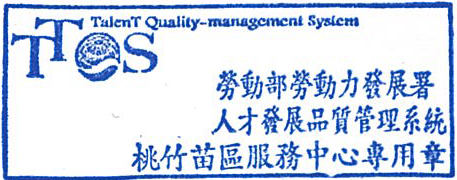 TalenT Quality-management System
TTQS
勞動部勞動力發展署
人才發展品質管理系統
桃竹苗區服務中心專用章